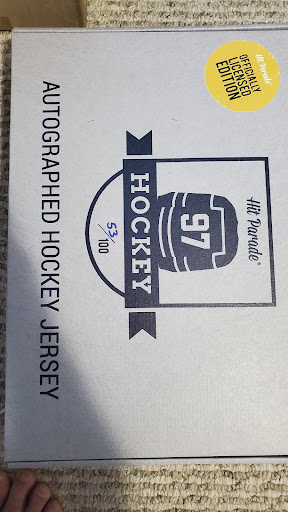 Hit Parade
OFFICIALLY
LICENSED
EDITION
Hit Parade®
97
HOCKEY
53/100
AUTOGRAPHED HOCKEY JERSEY